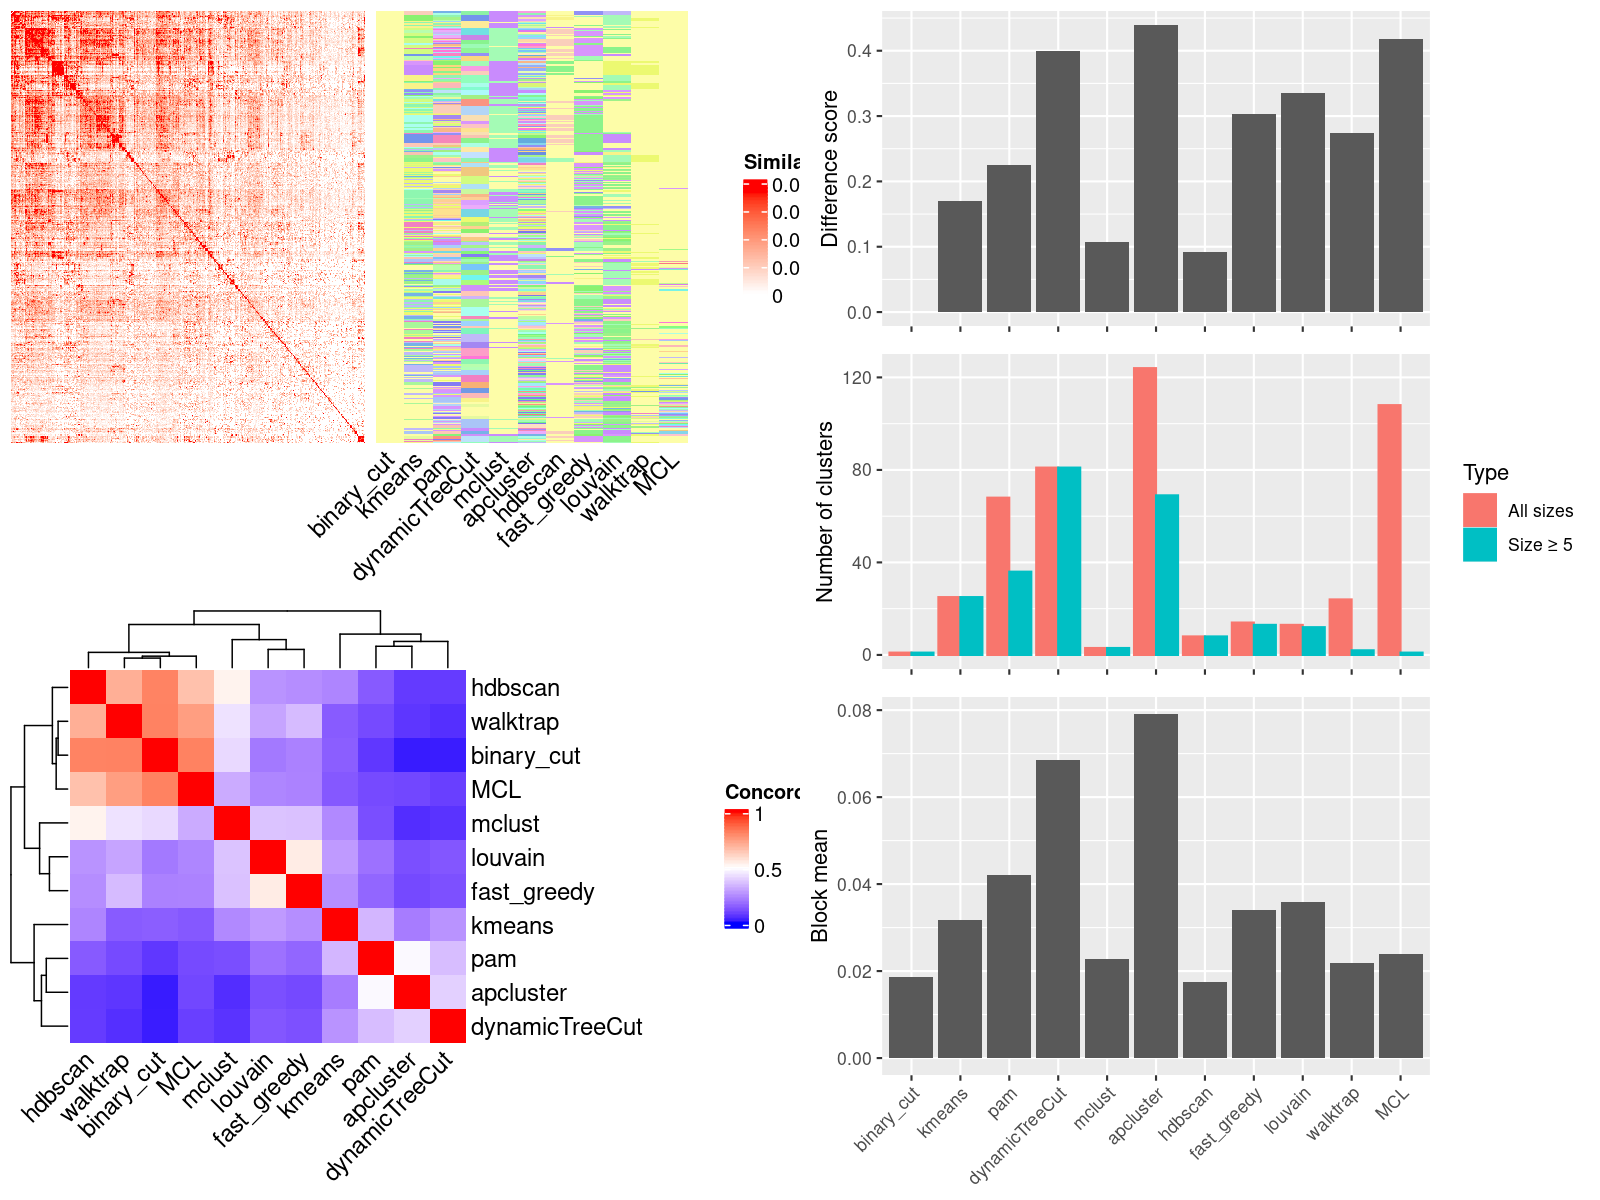 Simila
0.0
0.0
0.0
0.0
0
binary_cut
kmeans
pam
dynamicTreeCut
mclust
apcluster
hdbscan
fast_greedy
louvain
walktrap
MCL
hdbscan
walktrap
binary_cut
MCL
mclust
louvain
fast_greedy
kmeans
pam
apcluster
dynamicTreeCut
hdbscan
walktrap
binary_cut
MCL
mclust
louvain
fast_greedy
kmeans
pam
apcluster
dynamicTreeCut
Concord
1
0.5
0
Difference score
0.4
0.3
0.2
0.1
0.0
Number of clusters
120
80
40
0
Type
All sizes
Size ≥ 5
Block mean
0.08
0.06
0.04
0.02
0.00
binary_cut
kmeans
pam
dynamicTreeCut
mclust
apcluster
hdbscan
fast_greedy
louvain
walktrap
MCL